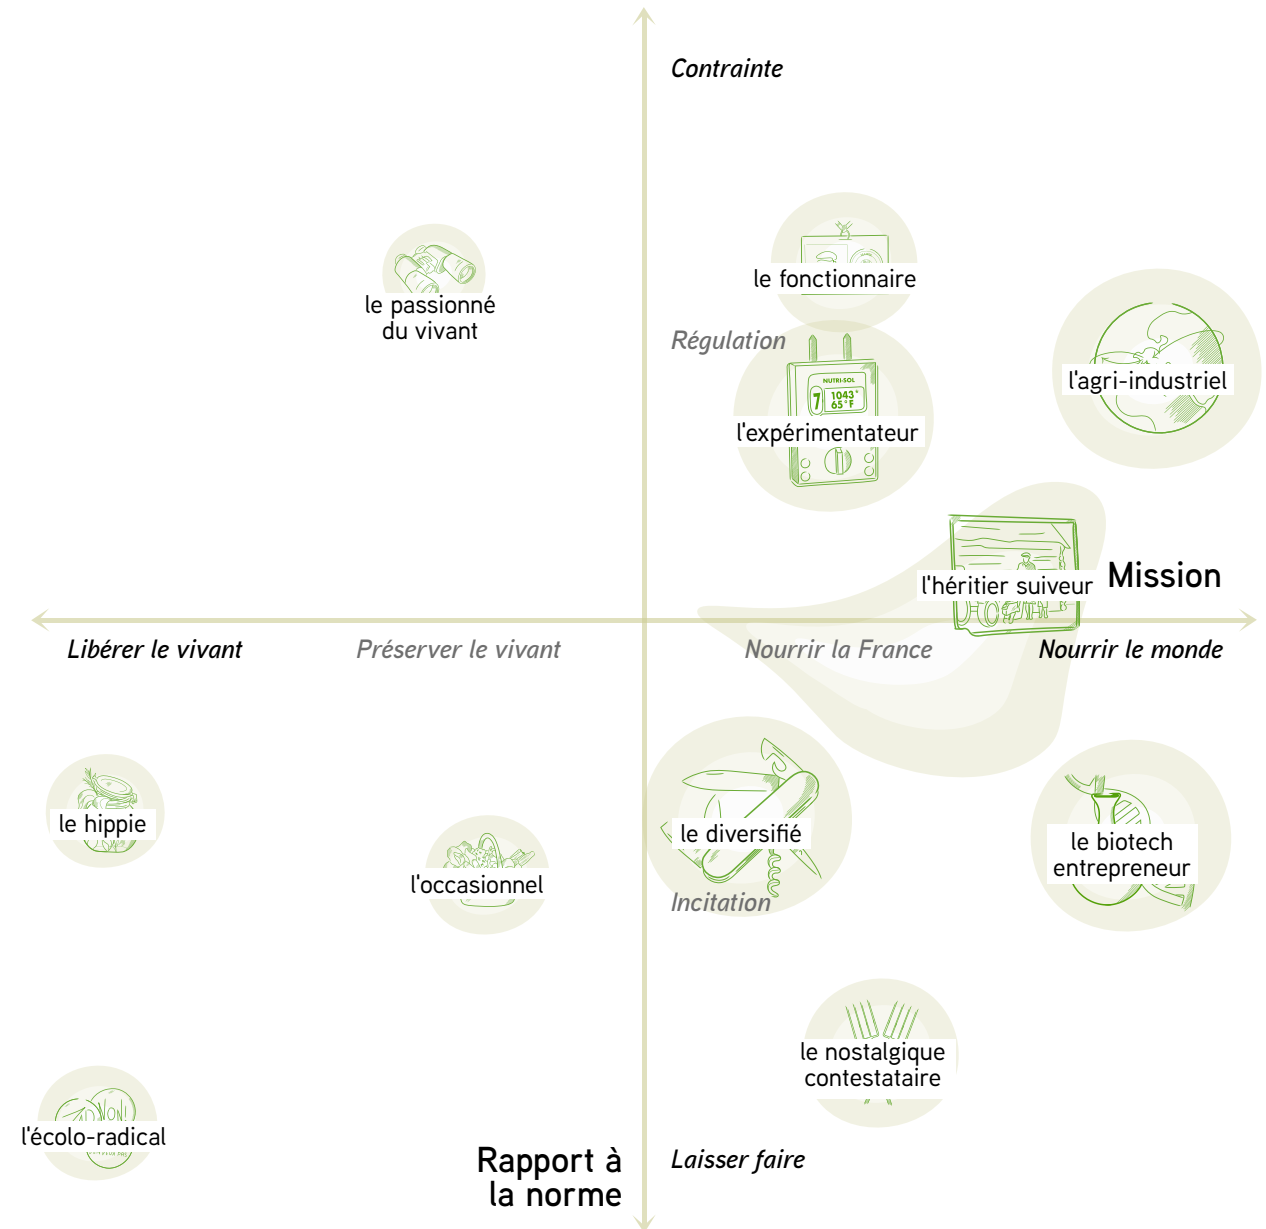 Contrainte
le fonctionnaire
le passionné
du vivant
Régulation
NUTRI-SOL
7 1043°
65°F
l'agri-industriel
l'expérimentateur
l'héritier suiveur
Mission
Libérer le vivant
Préserver le vivant
Nourrir la France
Nourrir le monde
le hippie
le diversifié
le biotech
entrepreneur
l'occasionnel
Incitation
le nostalgique
contestataire
NON!
l'écolo-radical
Rapport à
la norme
Laisser faire